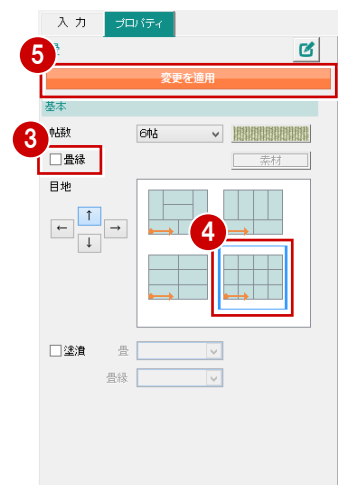 入 力 プロパティ
5
変更を適用
基本
帖数 6帖
3 畳縁 素材
目地
↑
← →
↓
4
塗潰 畳
畳縁